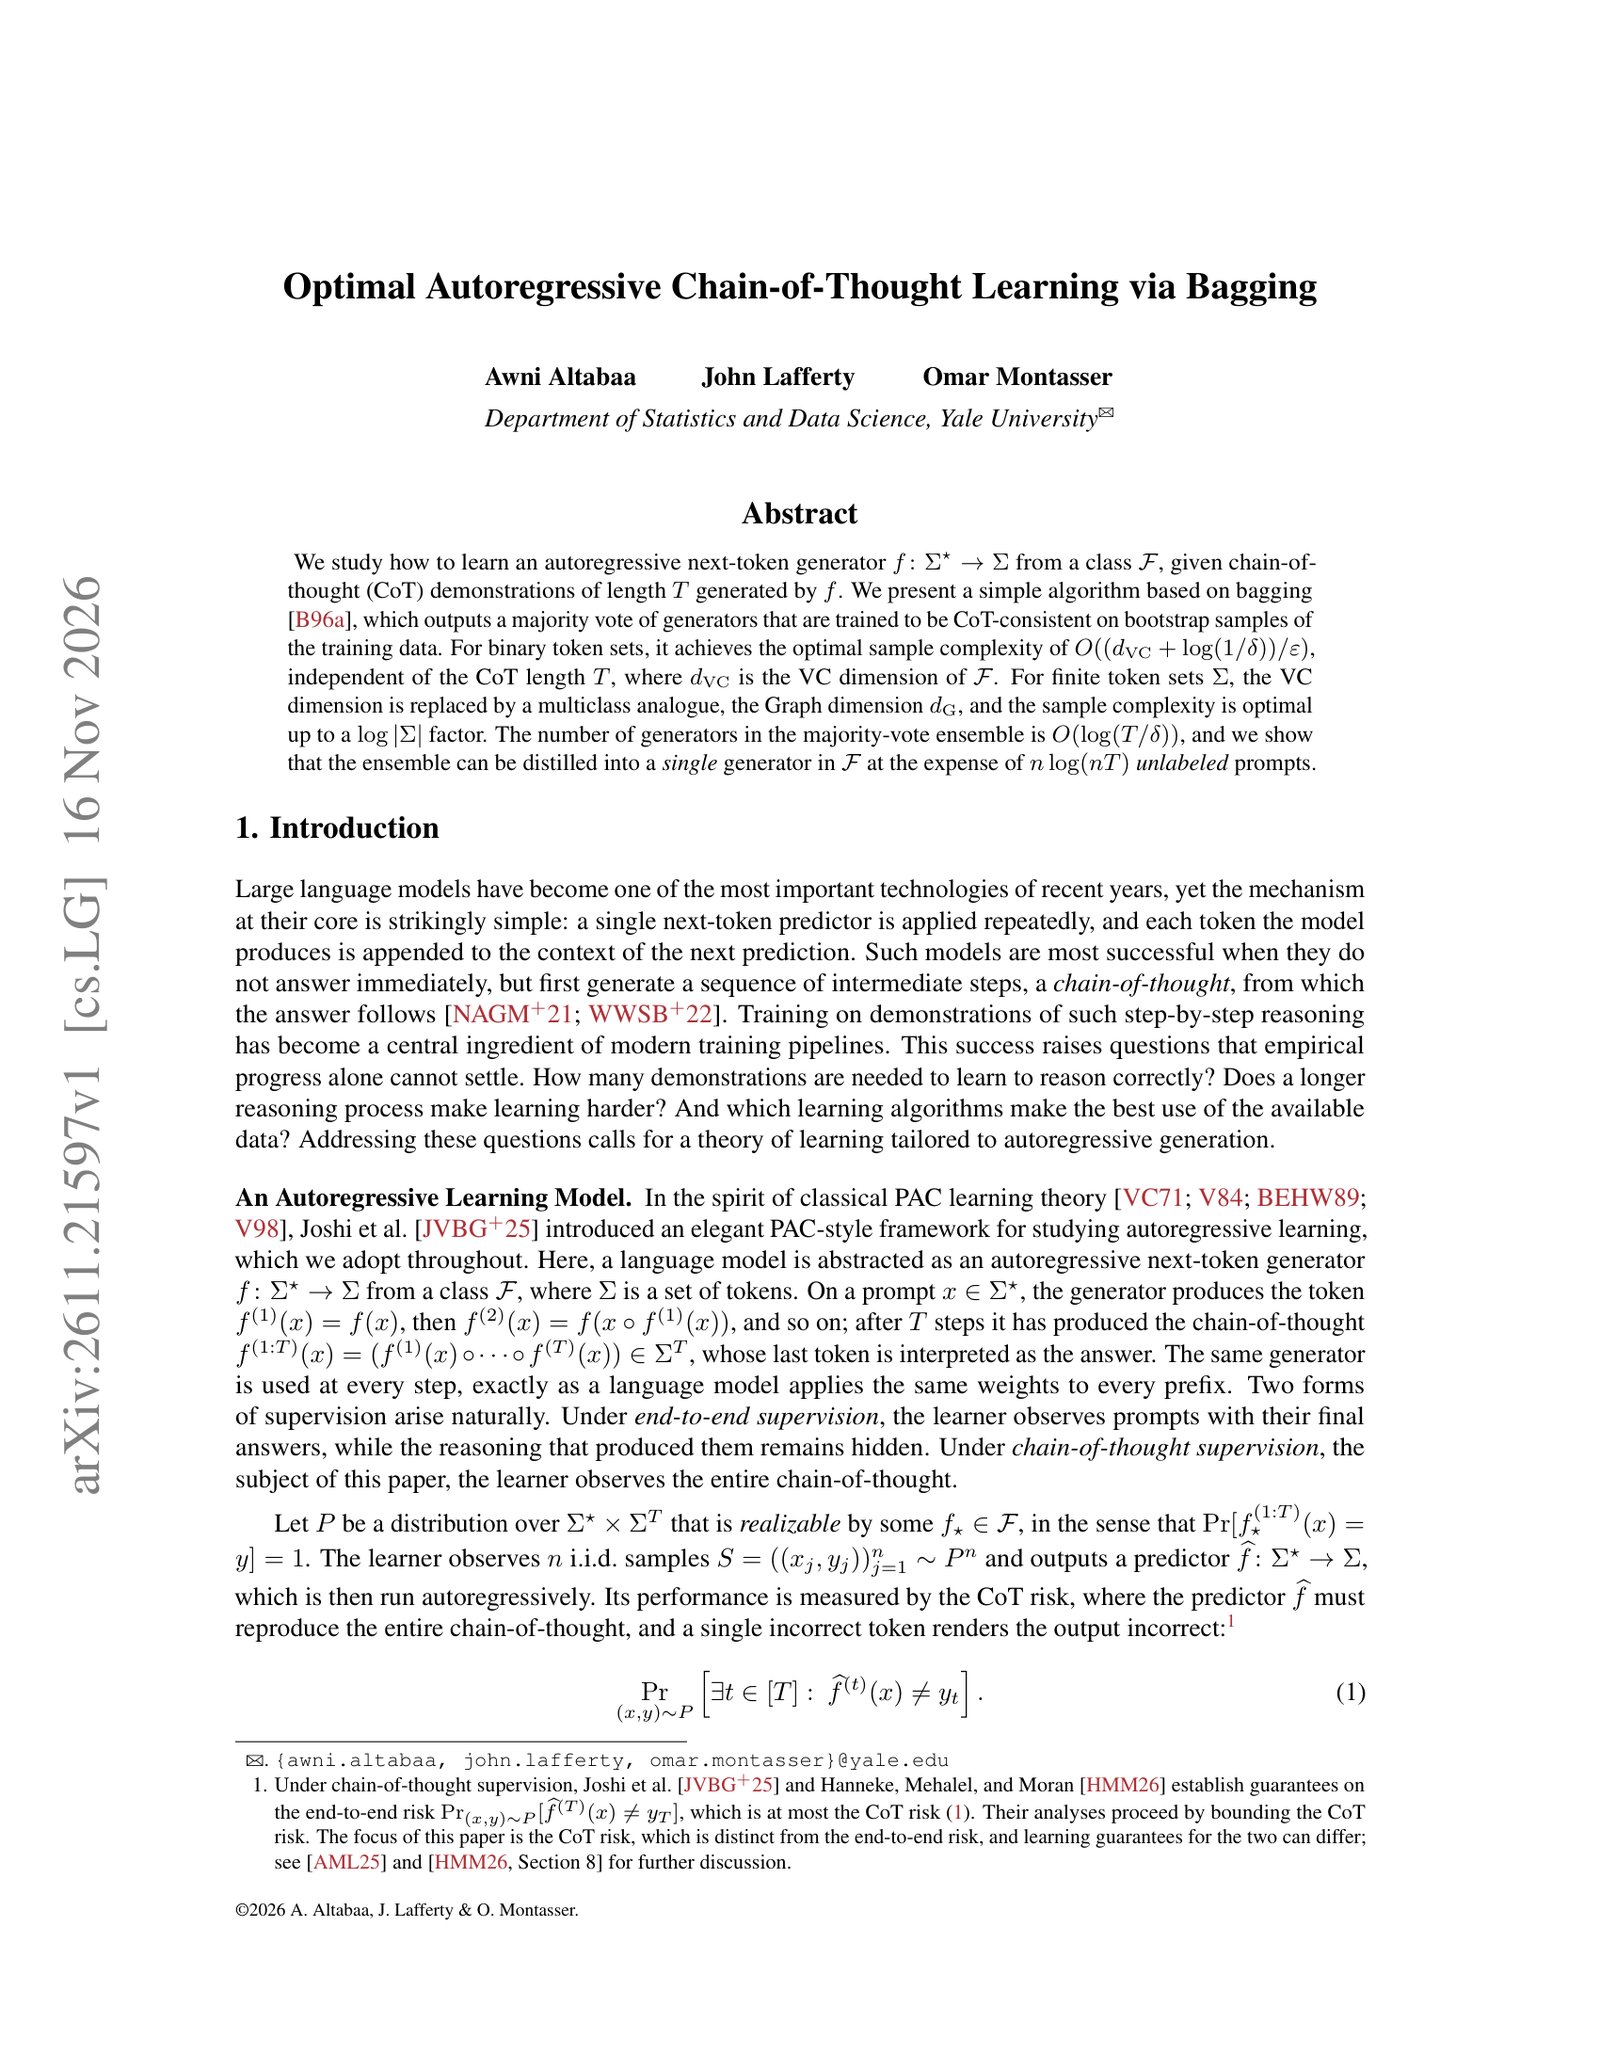 Optimal Autoregressive Chain-of-Thought Learning via Bagging
Awni Altabaa John Lafferty Omar Montasser
Department of Statistics and Data Science, Yale University✉
Abstract
We study how to learn an autoregressive next-token generator f : Σ⋆ → Σ from a class ℱ, given chain-of-
thought (CoT) demonstrations of length T generated by f. We present a simple algorithm based on bagging
[B96a], which outputs a majority vote of generators that are trained to be CoT-consistent on bootstrap samples of
the training data. For binary token sets, it achieves the optimal sample complexity of O((d_VC + log(1/δ))/ε),
independent of the CoT length T, where d_VC is the VC dimension of ℱ. For finite token sets Σ, the VC
dimension is replaced by a multiclass analogue, the Graph dimension d_G, and the sample complexity is optimal
up to a log |Σ| factor. The number of generators in the majority-vote ensemble is O(log(T/δ)), and we show
that the ensemble can be distilled into a single generator in ℱ at the expense of n log(nT) unlabeled prompts.
1. Introduction
Large language models have become one of the most important technologies of recent years, yet the mechanism
at their core is strikingly simple: a single next-token predictor is applied repeatedly, and each token the model
produces is appended to the context of the next prediction. Such models are most successful when they do
not answer immediately, but first generate a sequence of intermediate steps, a chain-of-thought, from which
the answer follows [NAGM⁺21; WWSB⁺22]. Training on demonstrations of such step-by-step reasoning
has become a central ingredient of modern training pipelines. This success raises questions that empirical
progress alone cannot settle. How many demonstrations are needed to learn to reason correctly? Does a longer
reasoning process make learning harder? And which learning algorithms make the best use of the available
data? Addressing these questions calls for a theory of learning tailored to autoregressive generation.
An Autoregressive Learning Model. In the spirit of classical PAC learning theory [VC71; V84; BEHW89;
V98], Joshi et al. [JVBG⁺25] introduced an elegant PAC-style framework for studying autoregressive learning,
which we adopt throughout. Here, a language model is abstracted as an autoregressive next-token generator
f : Σ⋆ → Σ from a class ℱ, where Σ is a set of tokens. On a prompt x ∈ Σ⋆, the generator produces the token
f⁽¹⁾(x) = f(x), then f⁽²⁾(x) = f(x ∘ f⁽¹⁾(x)), and so on; after T steps it has produced the chain-of-thought
f^(1:T)(x) = (f⁽¹⁾(x) ∘ ⋯ ∘ f^(T)(x)) ∈ Σ^T, whose last token is interpreted as the answer. The same generator
is used at every step, exactly as a language model applies the same weights to every prefix. Two forms
of supervision arise naturally. Under end-to-end supervision, the learner observes prompts with their final
answers, while the reasoning that produced them remains hidden. Under chain-of-thought supervision, the
subject of this paper, the learner observes the entire chain-of-thought.
Let P be a distribution over Σ⋆ × Σ^T that is realizable by some f_⋆ ∈ ℱ, in the sense that Pr[f_⋆^(1:T)(x) =
y] = 1. The learner observes n i.i.d. samples S = ((x_j, y_j))_{j=1}^n ∼ P^n and outputs a predictor f̂ : Σ⋆ → Σ,
which is then run autoregressively. Its performance is measured by the CoT risk, where the predictor f̂ must
reproduce the entire chain-of-thought, and a single incorrect token renders the output incorrect:¹
Pr_{(x,y)∼P} [∃t ∈ [T] : f̂^(t)(x) ≠ y_t]. (1)
✉. {awni.altabaa, john.lafferty, omar.montasser}@yale.edu
1. Under chain-of-thought supervision, Joshi et al. [JVBG⁺25] and Hanneke, Mehalel, and Moran [HMM26] establish guarantees on
the end-to-end risk Pr_{(x,y)∼P}[f̂^(T)(x) ≠ y_T], which is at most the CoT risk (1). Their analyses proceed by bounding the CoT
risk. The focus of this paper is the CoT risk, which is distinct from the end-to-end risk, and learning guarantees for the two can differ;
see [AML25] and [HMM26, Section 8] for further discussion.
©2026 A. Altabaa, J. Lafferty & O. Montasser.
arXiv:2611.21597v1 [cs.LG] 16 Nov 2026